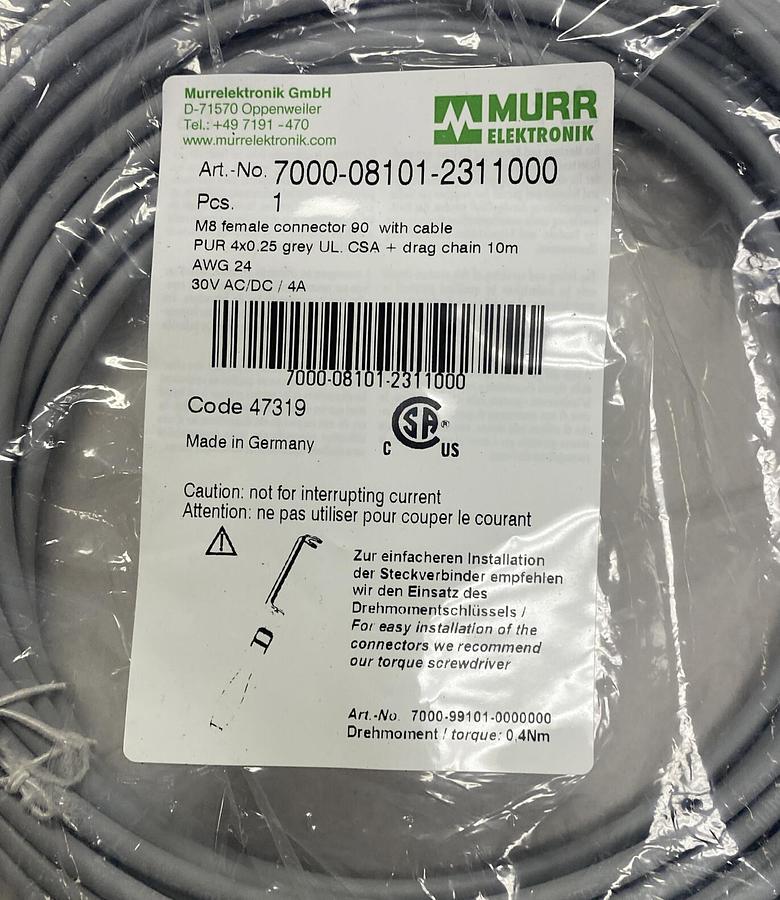 Murrelektronik GmbH
D-71570 Oppenweiler
Tel.: +49 7191 -470
www.murrelektronik.com
MURR
ELEKTRONIK
Art.-No. 7000-08101-2311000
Pcs. 1
M8 female connector 90 with cable
PUR 4x0.25 grey UL. CSA + drag chain 10m
AWG 24
30V AC/DC / 4A
7000-08101-2311000
Code 47319
Made in Germany
C SA ® US
Caution: not for interrupting current
Attention: ne pas utiliser pour couper le courant
Zur einfacheren Installation
der Steckverbinder empfehlen
wir den Einsatz des
Drehmomentschlüssels /
For easy installation of the
connectors we recommend
our torque screwdriver
Art.-No. 7000-99101-0000000
Drehmoment / torque: 0,4Nm